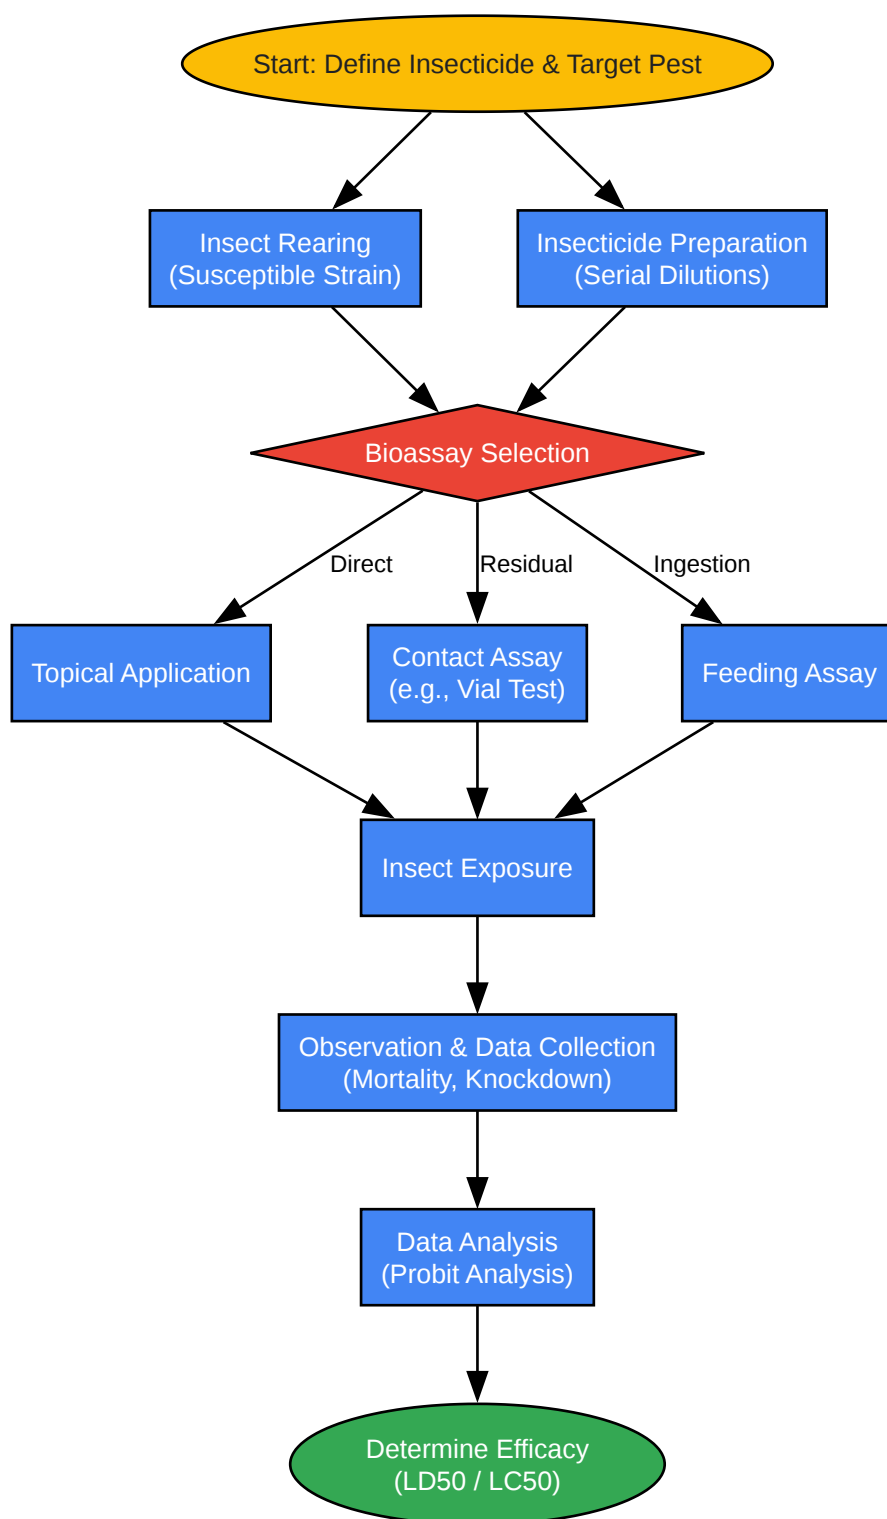 Start: Define Insecticide & Target Pest
Insect Rearing
(Susceptible Strain)
Insecticide Preparation
(Serial Dilutions)
Bioassay Selection
Direct
Residual
Ingestion
Topical Application
Contact Assay
(e.g., Vial Test)
Feeding Assay
Insect Exposure
Observation & Data Collection
(Mortality, Knockdown)
Data Analysis
(Probit Analysis)
Determine Efficacy
(LD50 / LC50)